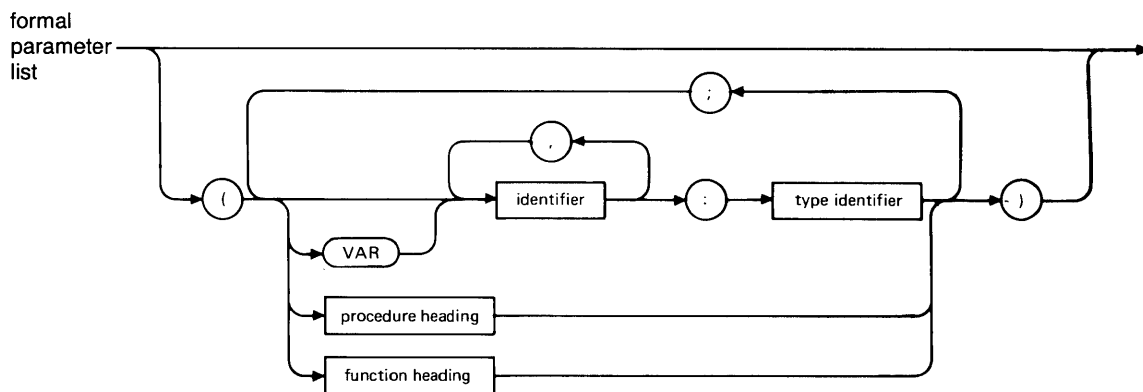 formal
parameter
list
;
,
( identifier : type identifier )
VAR
procedure heading
function heading